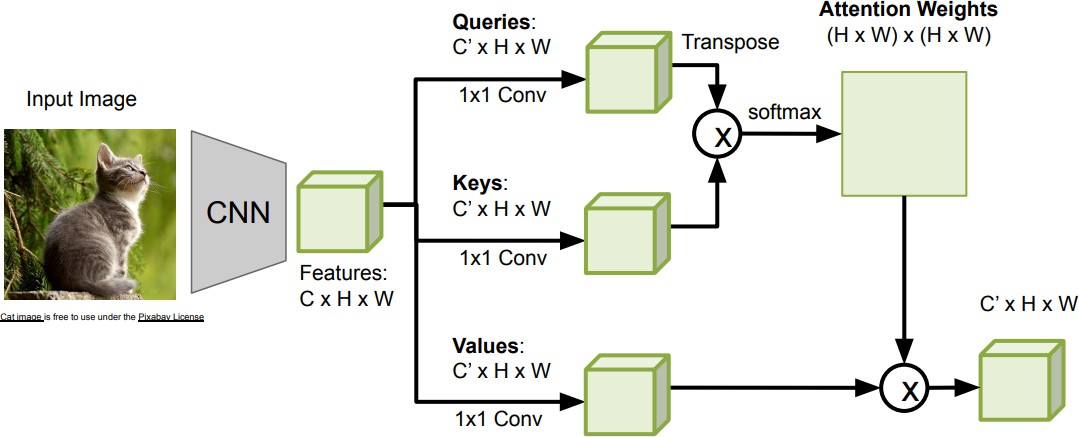 Input Image
Cat image is free to use under the Pixabay License
CNN
Features:
C x H x W
Queries:
C’ x H x W
1x1 Conv
Keys:
C’ x H x W
1x1 Conv
Values:
C’ x H x W
1x1 Conv
Transpose
X
softmax
Attention Weights
(H x W) x (H x W)
X
C’ x H x W